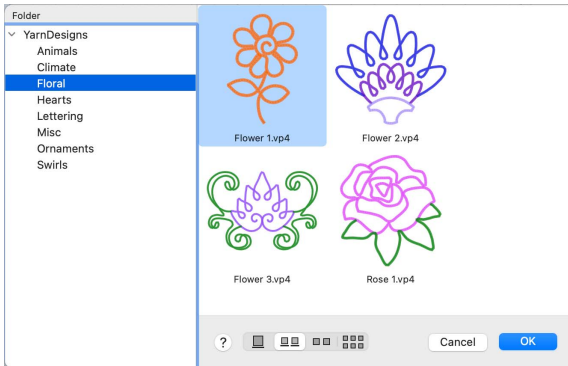 Folder
YarnDesigns
Animals
Climate
Floral
Hearts
Lettering
Misc
Ornaments
Swirls
Flower 1.vp4
Flower 2.vp4
Flower 3.vp4
Rose 1.vp4
?
Cancel
OK